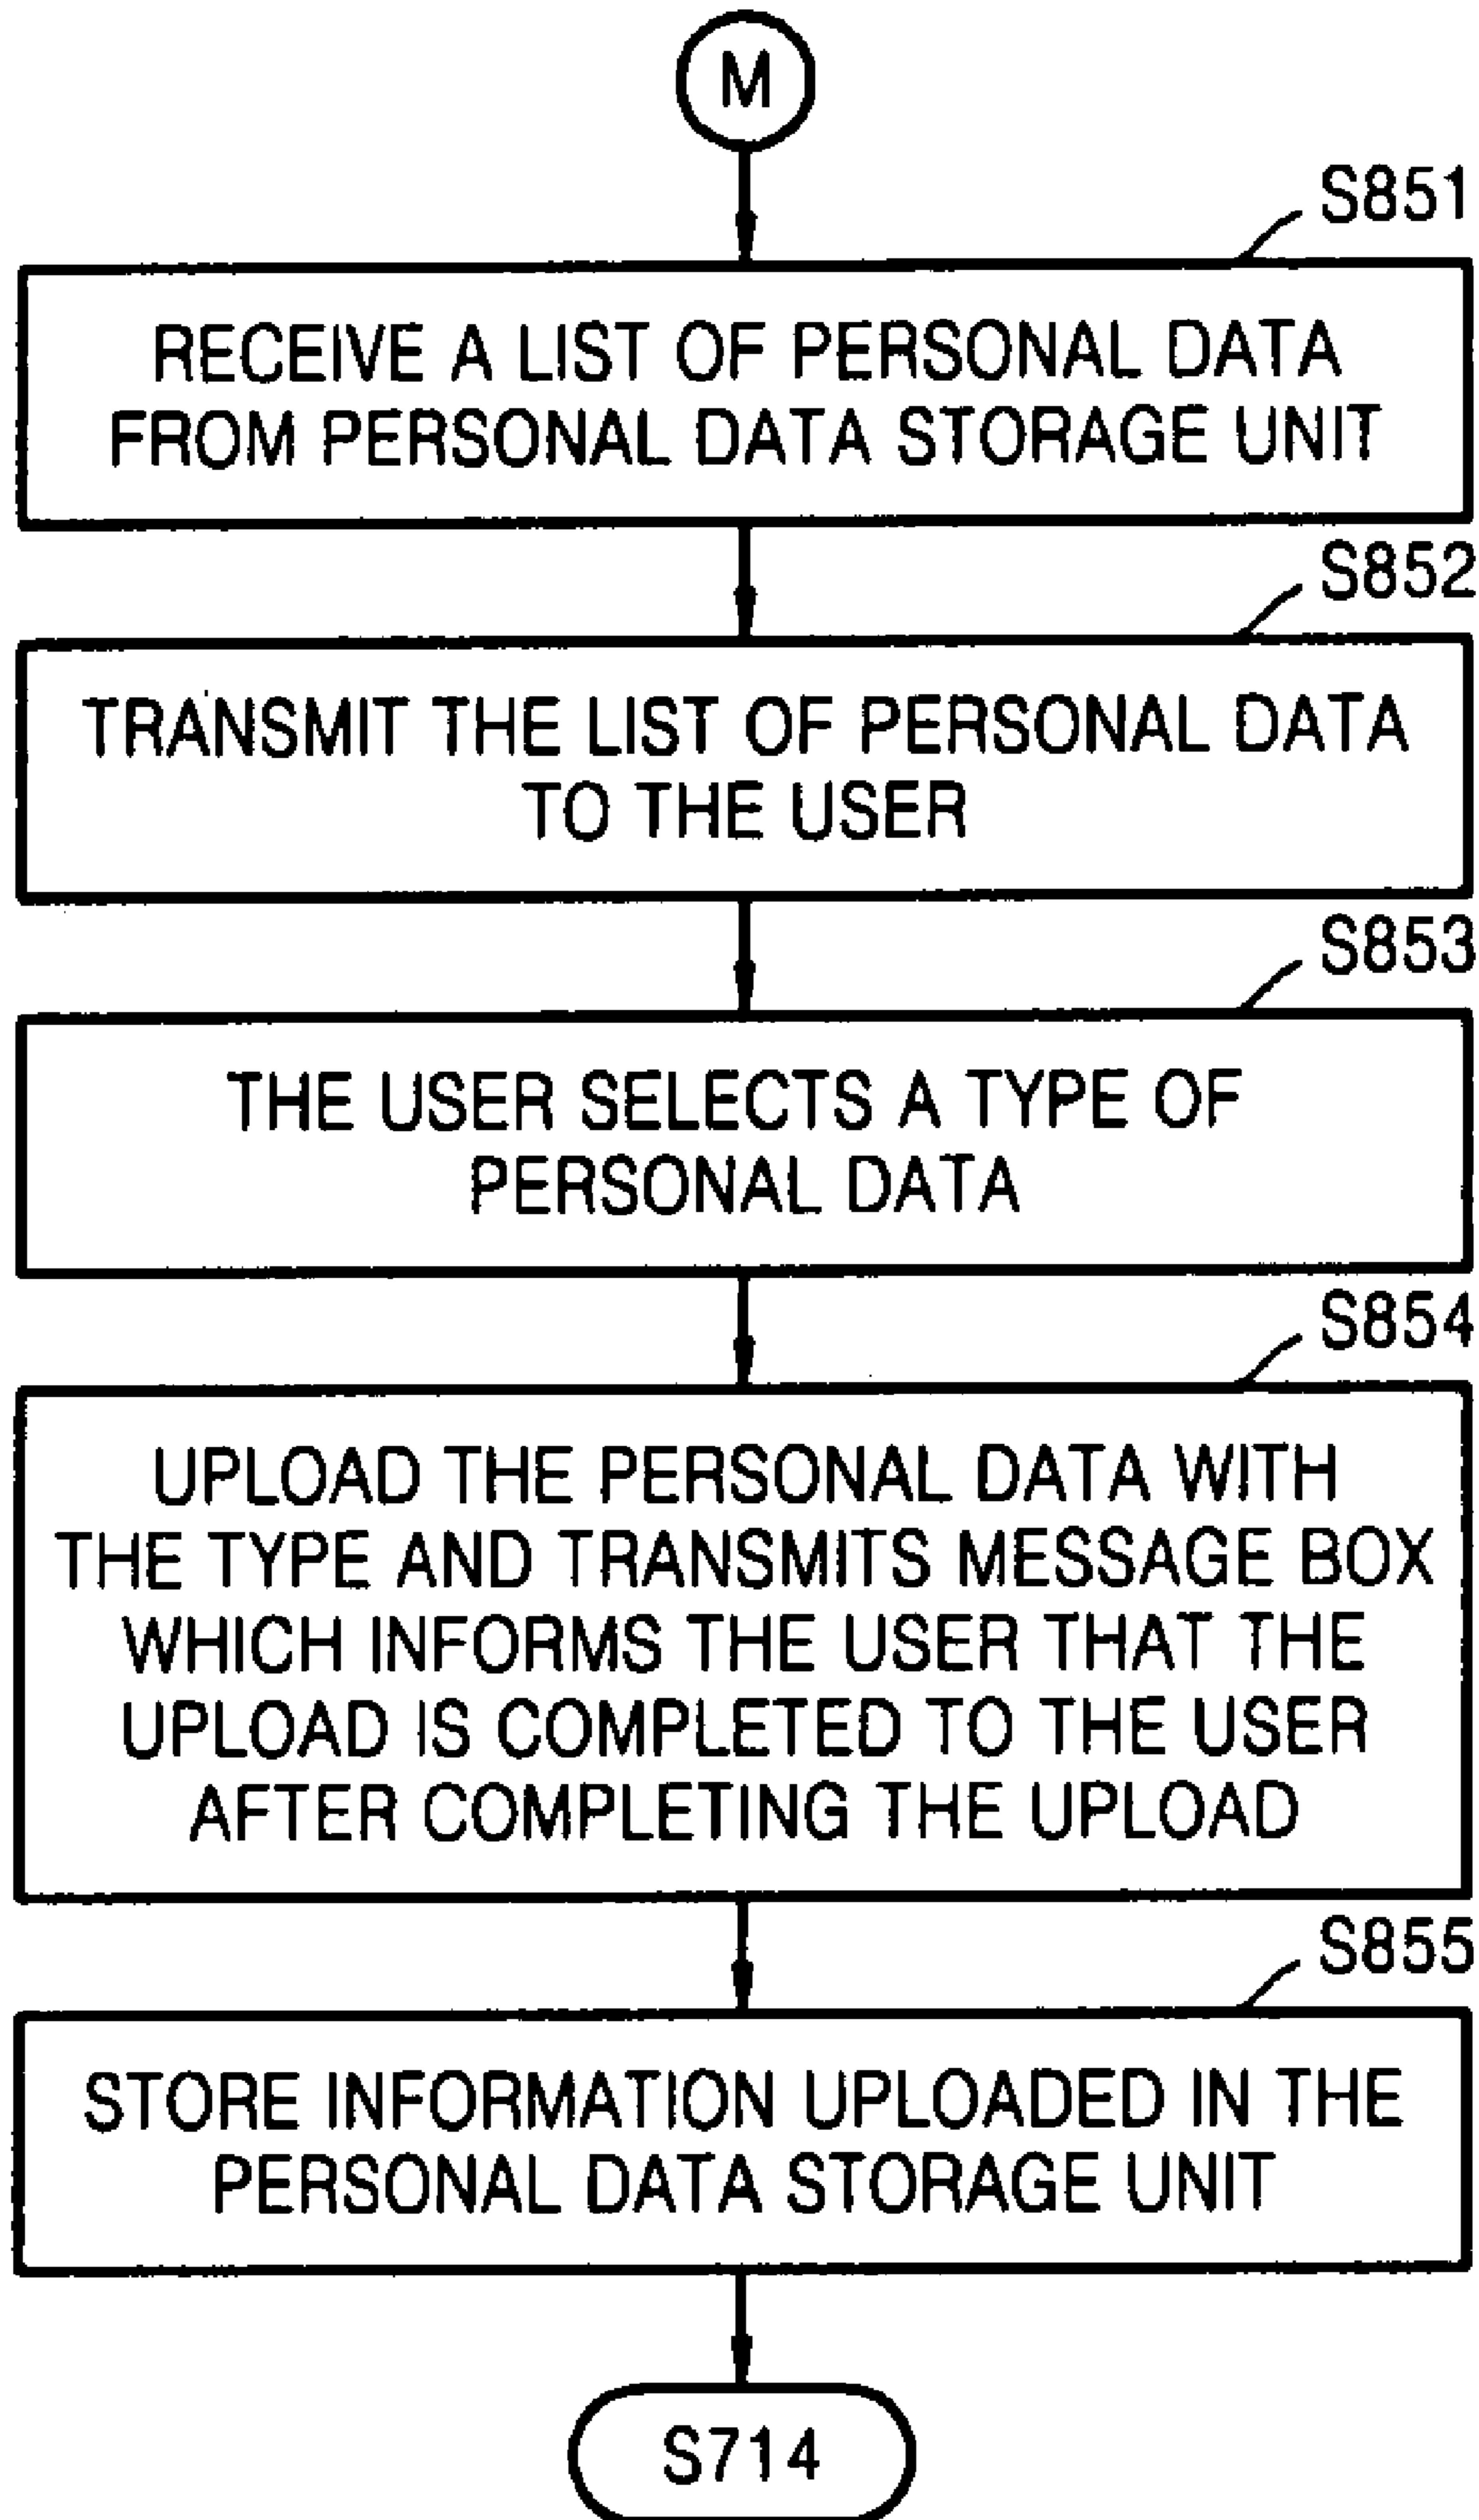 M
S851
RECEIVE A LIST OF PERSONAL DATA
FROM PERSONAL DATA STORAGE UNIT
S852
TRANSMIT THE LIST OF PERSONAL DATA
TO THE USER
S853
THE USER SELECTS A TYPE OF
PERSONAL DATA
S854
UPLOAD THE PERSONAL DATA WITH
THE TYPE AND TRANSMITS MESSAGE BOX
WHICH INFORMS THE USER THAT THE
UPLOAD IS COMPLETED TO THE USER
AFTER COMPLETING THE UPLOAD
S855
STORE INFORMATION UPLOADED IN THE
PERSONAL DATA STORAGE UNIT
S714